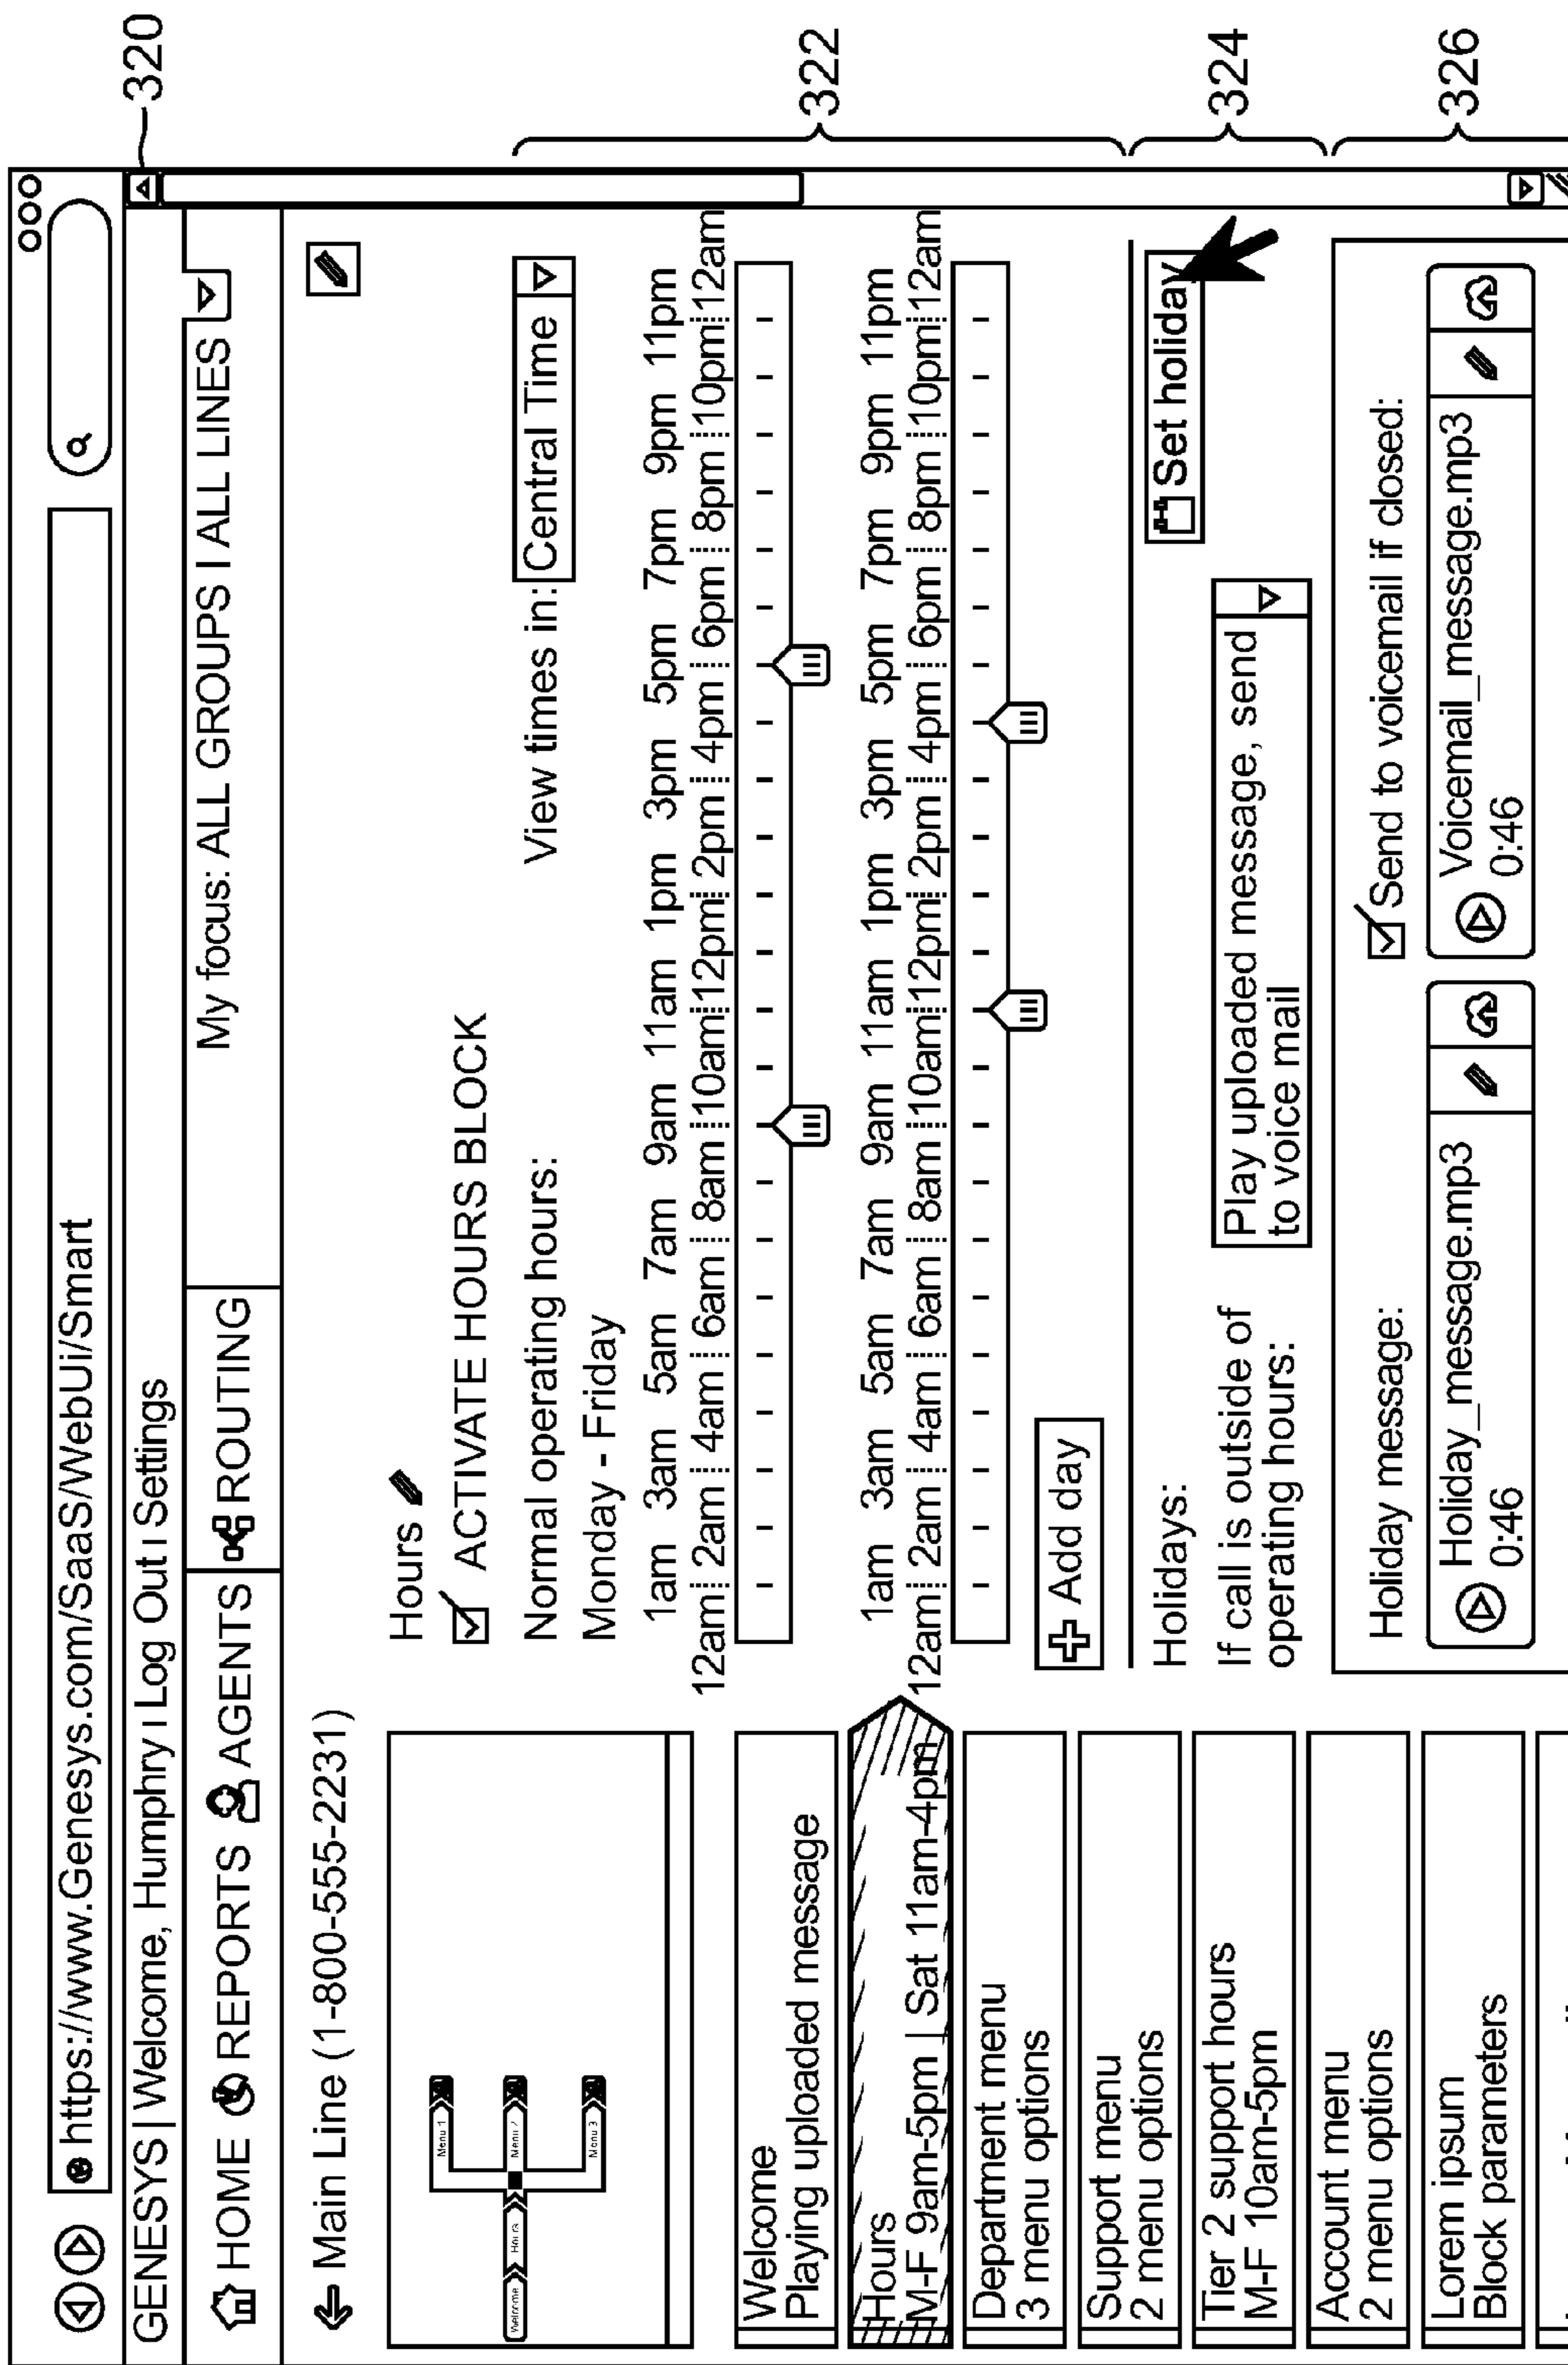 https://www.Genesys.com/SaaS/WebUi/Smart
GENESYS | Welcome, Humphry ı Log Out ı Settings
HOME REPORTS AGENTS ROUTING
My focus: ALL GROUPS I ALL LINES
Main Line (1-800-555-2231)
Welcome Hours
Menu 1
Menu 2
Menu 3
Welcome
Playing uploaded message
Hours
M-F 9am-5pm | Sat 11am-4pm
Department menu
3 menu options
Support menu
2 menu options
Tier 2 support hours
M-F 10am-5pm
Account menu
2 menu options
Lorem ipsum
Block parameters
Hours
ACTIVATE HOURS BLOCK
Normal operating hours:
View times in: Central Time
Monday - Friday
1am 3am 5am 7am 9am 11am 1pm 3pm 5pm 7pm 9pm 11pm
12am 2am 4am 6am 8am 10am 12pm 2pm 4pm 6pm 8pm 10pm 12am
1am 3am 5am 7am 9am 11am 1pm 3pm 5pm 7pm 9pm 11pm
12am 2am 4am 6am 8am 10am 12pm 2pm 4pm 6pm 8pm 10pm 12am
Add day
Holidays:
Set holiday
If call is outside of
operating hours:
Play uploaded message, send
to voice mail
Holiday message:
Holiday_message.mp3
0:46
Send to voicemail if closed:
Voicemail_message.mp3
0:46
320
322
324
326